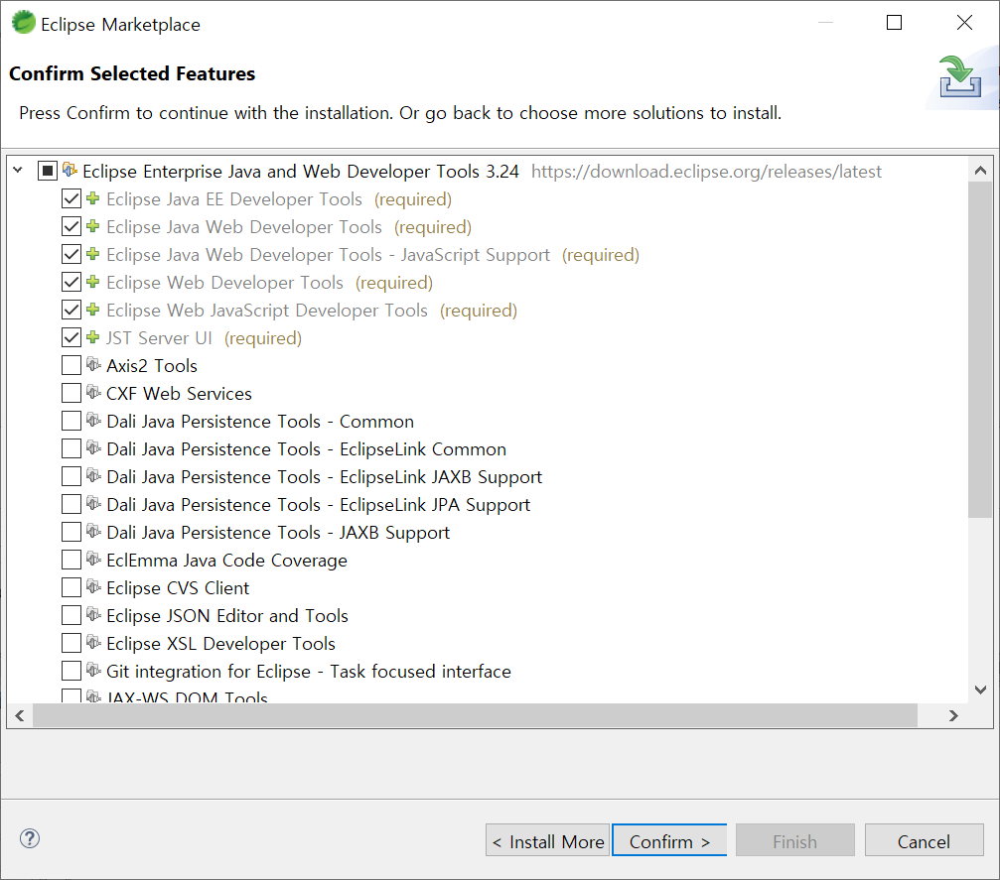 Eclipse Marketplace
Confirm Selected Features
Press Confirm to continue with the installation. Or go back to choose more solutions to install.
Eclipse Enterprise Java and Web Developer Tools 3.24 https://download.eclipse.org/releases/latest
Eclipse Java EE Developer Tools (required)
Eclipse Java Web Developer Tools (required)
Eclipse Java Web Developer Tools - JavaScript Support (required)
Eclipse Web Developer Tools (required)
Eclipse Web JavaScript Developer Tools (required)
JST Server UI (required)
Axis2 Tools
CXF Web Services
Dali Java Persistence Tools - Common
Dali Java Persistence Tools - EclipseLink Common
Dali Java Persistence Tools - EclipseLink JAXB Support
Dali Java Persistence Tools - EclipseLink JPA Support
Dali Java Persistence Tools - JAXB Support
EclEmma Java Code Coverage
Eclipse CVS Client
Eclipse JSON Editor and Tools
Eclipse XSL Developer Tools
Git integration for Eclipse - Task focused interface
JAX-WS DOM Tools
? < Install More Confirm > Finish Cancel